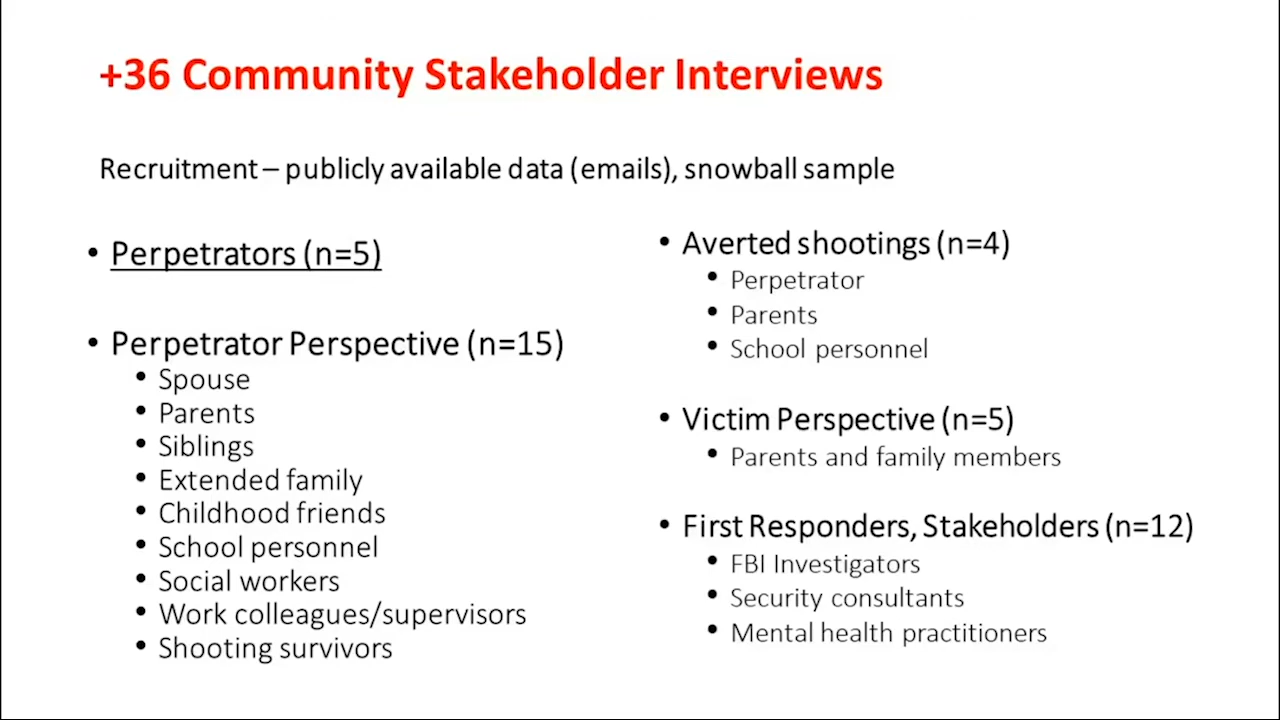 +36 Community Stakeholder Interviews
Recruitment – publicly available data (emails), snowball sample
• Perpetrators (n=5)
• Perpetrator Perspective (n=15)
• Spouse
• Parents
• Siblings
• Extended family
• Childhood friends
• School personnel
• Social workers
• Work colleagues/supervisors
• Shooting survivors
• Averted shootings (n=4)
• Perpetrator
• Parents
• School personnel
• Victim Perspective (n=5)
• Parents and family members
• First Responders, Stakeholders (n=12)
• FBI Investigators
• Security consultants
• Mental health practitioners